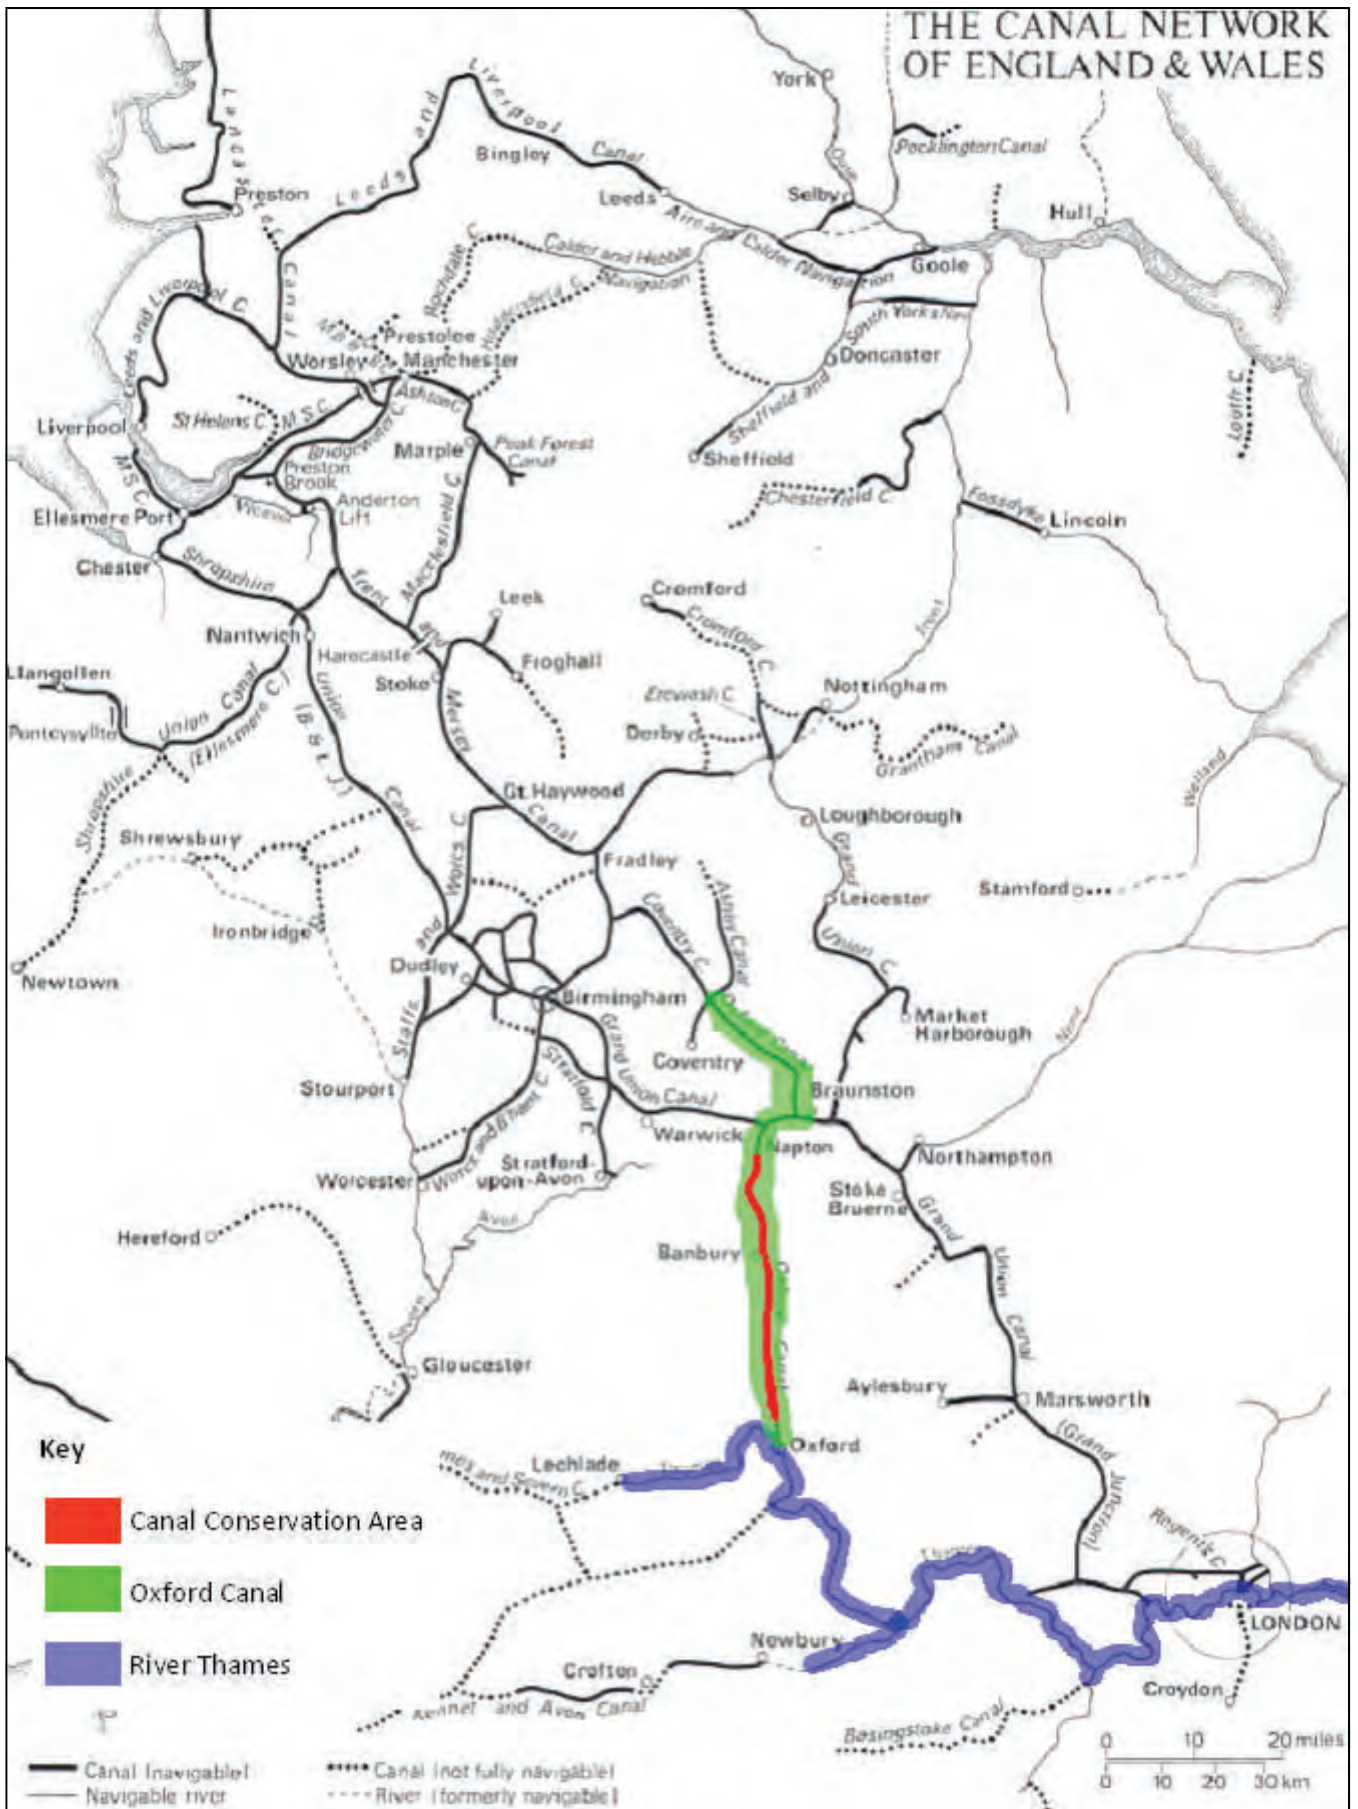 THE CANAL NETWORK
OF ENGLAND & WALES
York
Ouse
Pocklington Canal
Selby
Hull
Goole
Lancaster
Canal
Preston
Leeds and Liverpool
Canal
Bingley
Leeds
Aire and Calder Navigation
Rochdale C.
Calder and Hebble
Navigation
Huddersfield C.
South Yorkshire
Sheffield and
Doncaster
Sheffield
Louth C.
Leeds and Liverpool C.
Prestolee
Worsley
Manchester
Ashton C.
St Helens C.
M.S.C.
Bridgewater C.
Liverpool
M.S.C.
Marple
Peak Forest
Canal
Preston
Brook
Anderton
Lift
Ellesmere Port
Chester
Macclesfield C.
Chesterfield C.
Fossdyke
Lincoln
Shropshire
Trent
and
Mersey
Canal
Leek
Cromford
Cromford C.
Trent
Nantwich
Harecastle
Froghall
Stoke
Llangollen
Union Canal
(Ellesmere C.)
Union
(B & L J.)
Canal
Erewash C.
Nottingham
Derby
Grantham Canal
Shropshire
Gt. Haywood
Welland
Loughborough
Shrewsbury
Fradley
Grand
Worcs C.
Ashby Canal
Stamford
Leicester
Coventry C.
Ironbridge
Union C.
and
Dudley
Newtown
Birmingham
Market
Harborough
Staffs.
Grand Union Canal
Nene
Coventry
Stratford C.
Stourport
Braunston
Worcs and B'ham C.
Warwick
Napton
Northampton
Stratford-
upon-Avon
Worcester
Stoke
Bruerne
Grand
Avon
Hereford
Banbury
Union
Severn
Canal
Canal
Gloucester
Aylesbury
Marsworth
Key
(Grand
Junction)
Oxford
Lechlade
and Severn C.
Canal Conservation Area
Regent's C.
Thames
Oxford Canal
LONDON
Newbury
River Thames
Crofton
Croydon
Kennet and Avon Canal
Basingstoke Canal
0 10 20 miles
0 10 20 30 km
Canal (navigable)
Canal (not fully navigable)
Navigable river
River (formerly navigable)